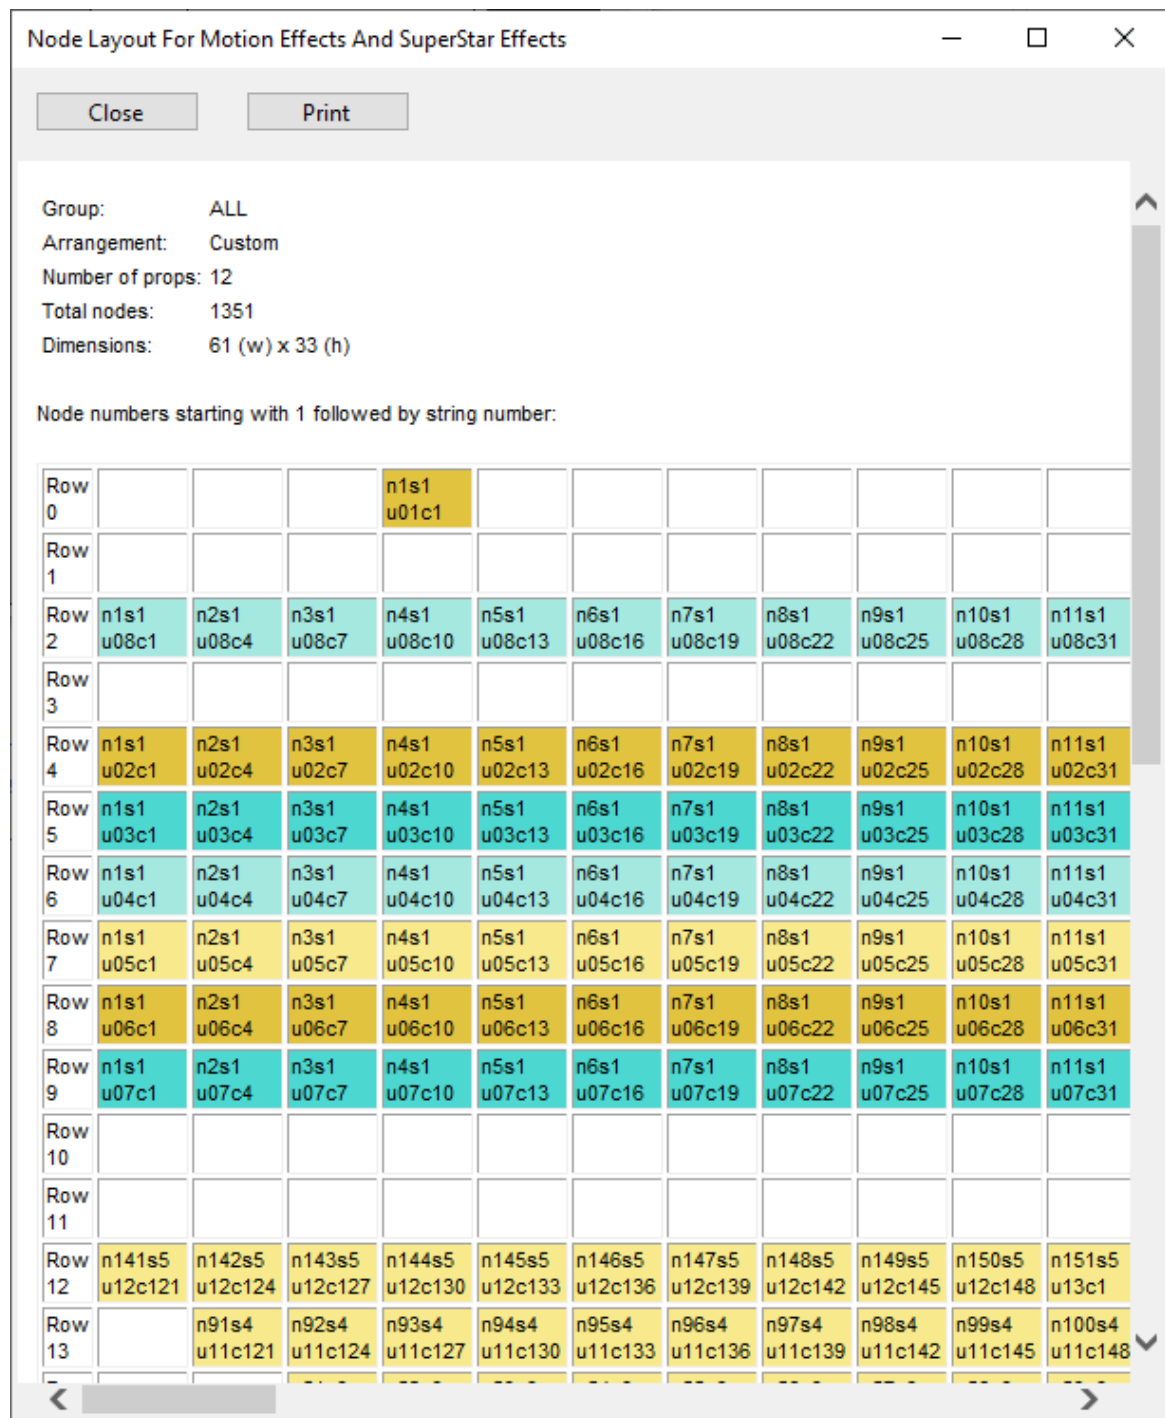 Node Layout For Motion Effects And SuperStar Effects
Close Print
Group: ALL
Arrangement: Custom
Number of props: 12
Total nodes: 1351
Dimensions: 61 (w) x 33 (h)
Node numbers starting with 1 followed by string number:
Row n1s1
0 u01c1
Row
1
Row n1s1 n2s1 n3s1 n4s1 n5s1 n6s1 n7s1 n8s1 n9s1 n10s1 n11s1
2 u08c1 u08c4 u08c7 u08c10 u08c13 u08c16 u08c19 u08c22 u08c25 u08c28 u08c31
Row
3
Row n1s1 n2s1 n3s1 n4s1 n5s1 n6s1 n7s1 n8s1 n9s1 n10s1 n11s1
4 u02c1 u02c4 u02c7 u02c10 u02c13 u02c16 u02c19 u02c22 u02c25 u02c28 u02c31
Row n1s1 n2s1 n3s1 n4s1 n5s1 n6s1 n7s1 n8s1 n9s1 n10s1 n11s1
5 u03c1 u03c4 u03c7 u03c10 u03c13 u03c16 u03c19 u03c22 u03c25 u03c28 u03c31
Row n1s1 n2s1 n3s1 n4s1 n5s1 n6s1 n7s1 n8s1 n9s1 n10s1 n11s1
6 u04c1 u04c4 u04c7 u04c10 u04c13 u04c16 u04c19 u04c22 u04c25 u04c28 u04c31
Row n1s1 n2s1 n3s1 n4s1 n5s1 n6s1 n7s1 n8s1 n9s1 n10s1 n11s1
7 u05c1 u05c4 u05c7 u05c10 u05c13 u05c16 u05c19 u05c22 u05c25 u05c28 u05c31
Row n1s1 n2s1 n3s1 n4s1 n5s1 n6s1 n7s1 n8s1 n9s1 n10s1 n11s1
8 u06c1 u06c4 u06c7 u06c10 u06c13 u06c16 u06c19 u06c22 u06c25 u06c28 u06c31
Row n1s1 n2s1 n3s1 n4s1 n5s1 n6s1 n7s1 n8s1 n9s1 n10s1 n11s1
9 u07c1 u07c4 u07c7 u07c10 u07c13 u07c16 u07c19 u07c22 u07c25 u07c28 u07c31
Row
10
Row
11
Row n141s5 n142s5 n143s5 n144s5 n145s5 n146s5 n147s5 n148s5 n149s5 n150s5 n151s5
12 u12c121 u12c124 u12c127 u12c130 u12c133 u12c136 u12c139 u12c142 u12c145 u12c148 u13c1
Row n91s4 n92s4 n93s4 n94s4 n95s4 n96s4 n97s4 n98s4 n99s4 n100s4
13 u11c121 u11c124 u11c127 u11c130 u11c133 u11c136 u11c139 u11c142 u11c145 u11c148